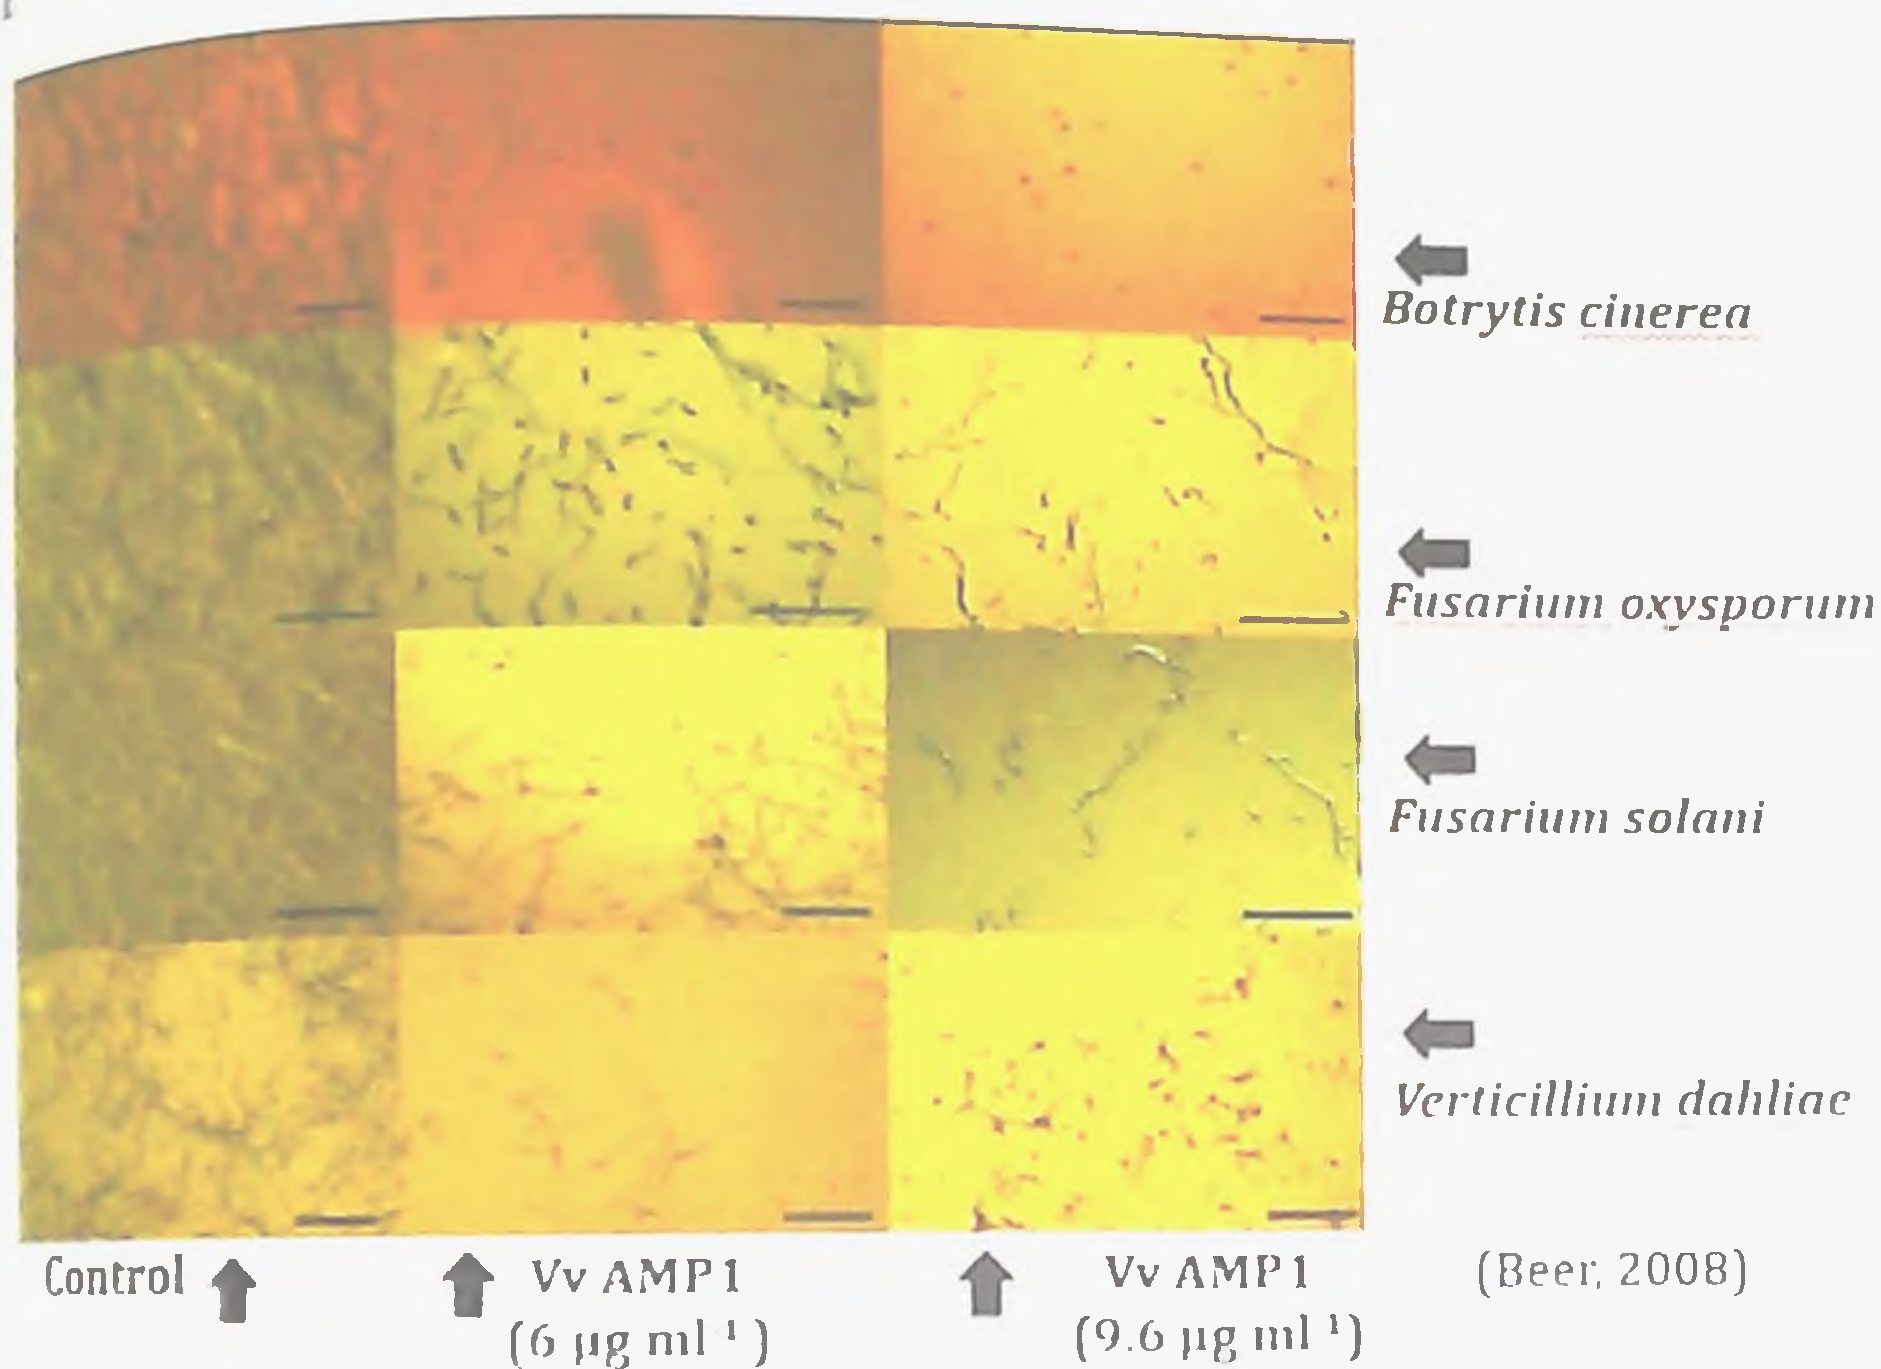 Botrytis cinerea
Fusarium oxysporum
Fusarium solani
Verticillium dahliae
Control
Vv AMP1
(6 µg ml⁻¹)
Vv AMP1
(9.6 µg ml⁻¹)
(Beer, 2008)